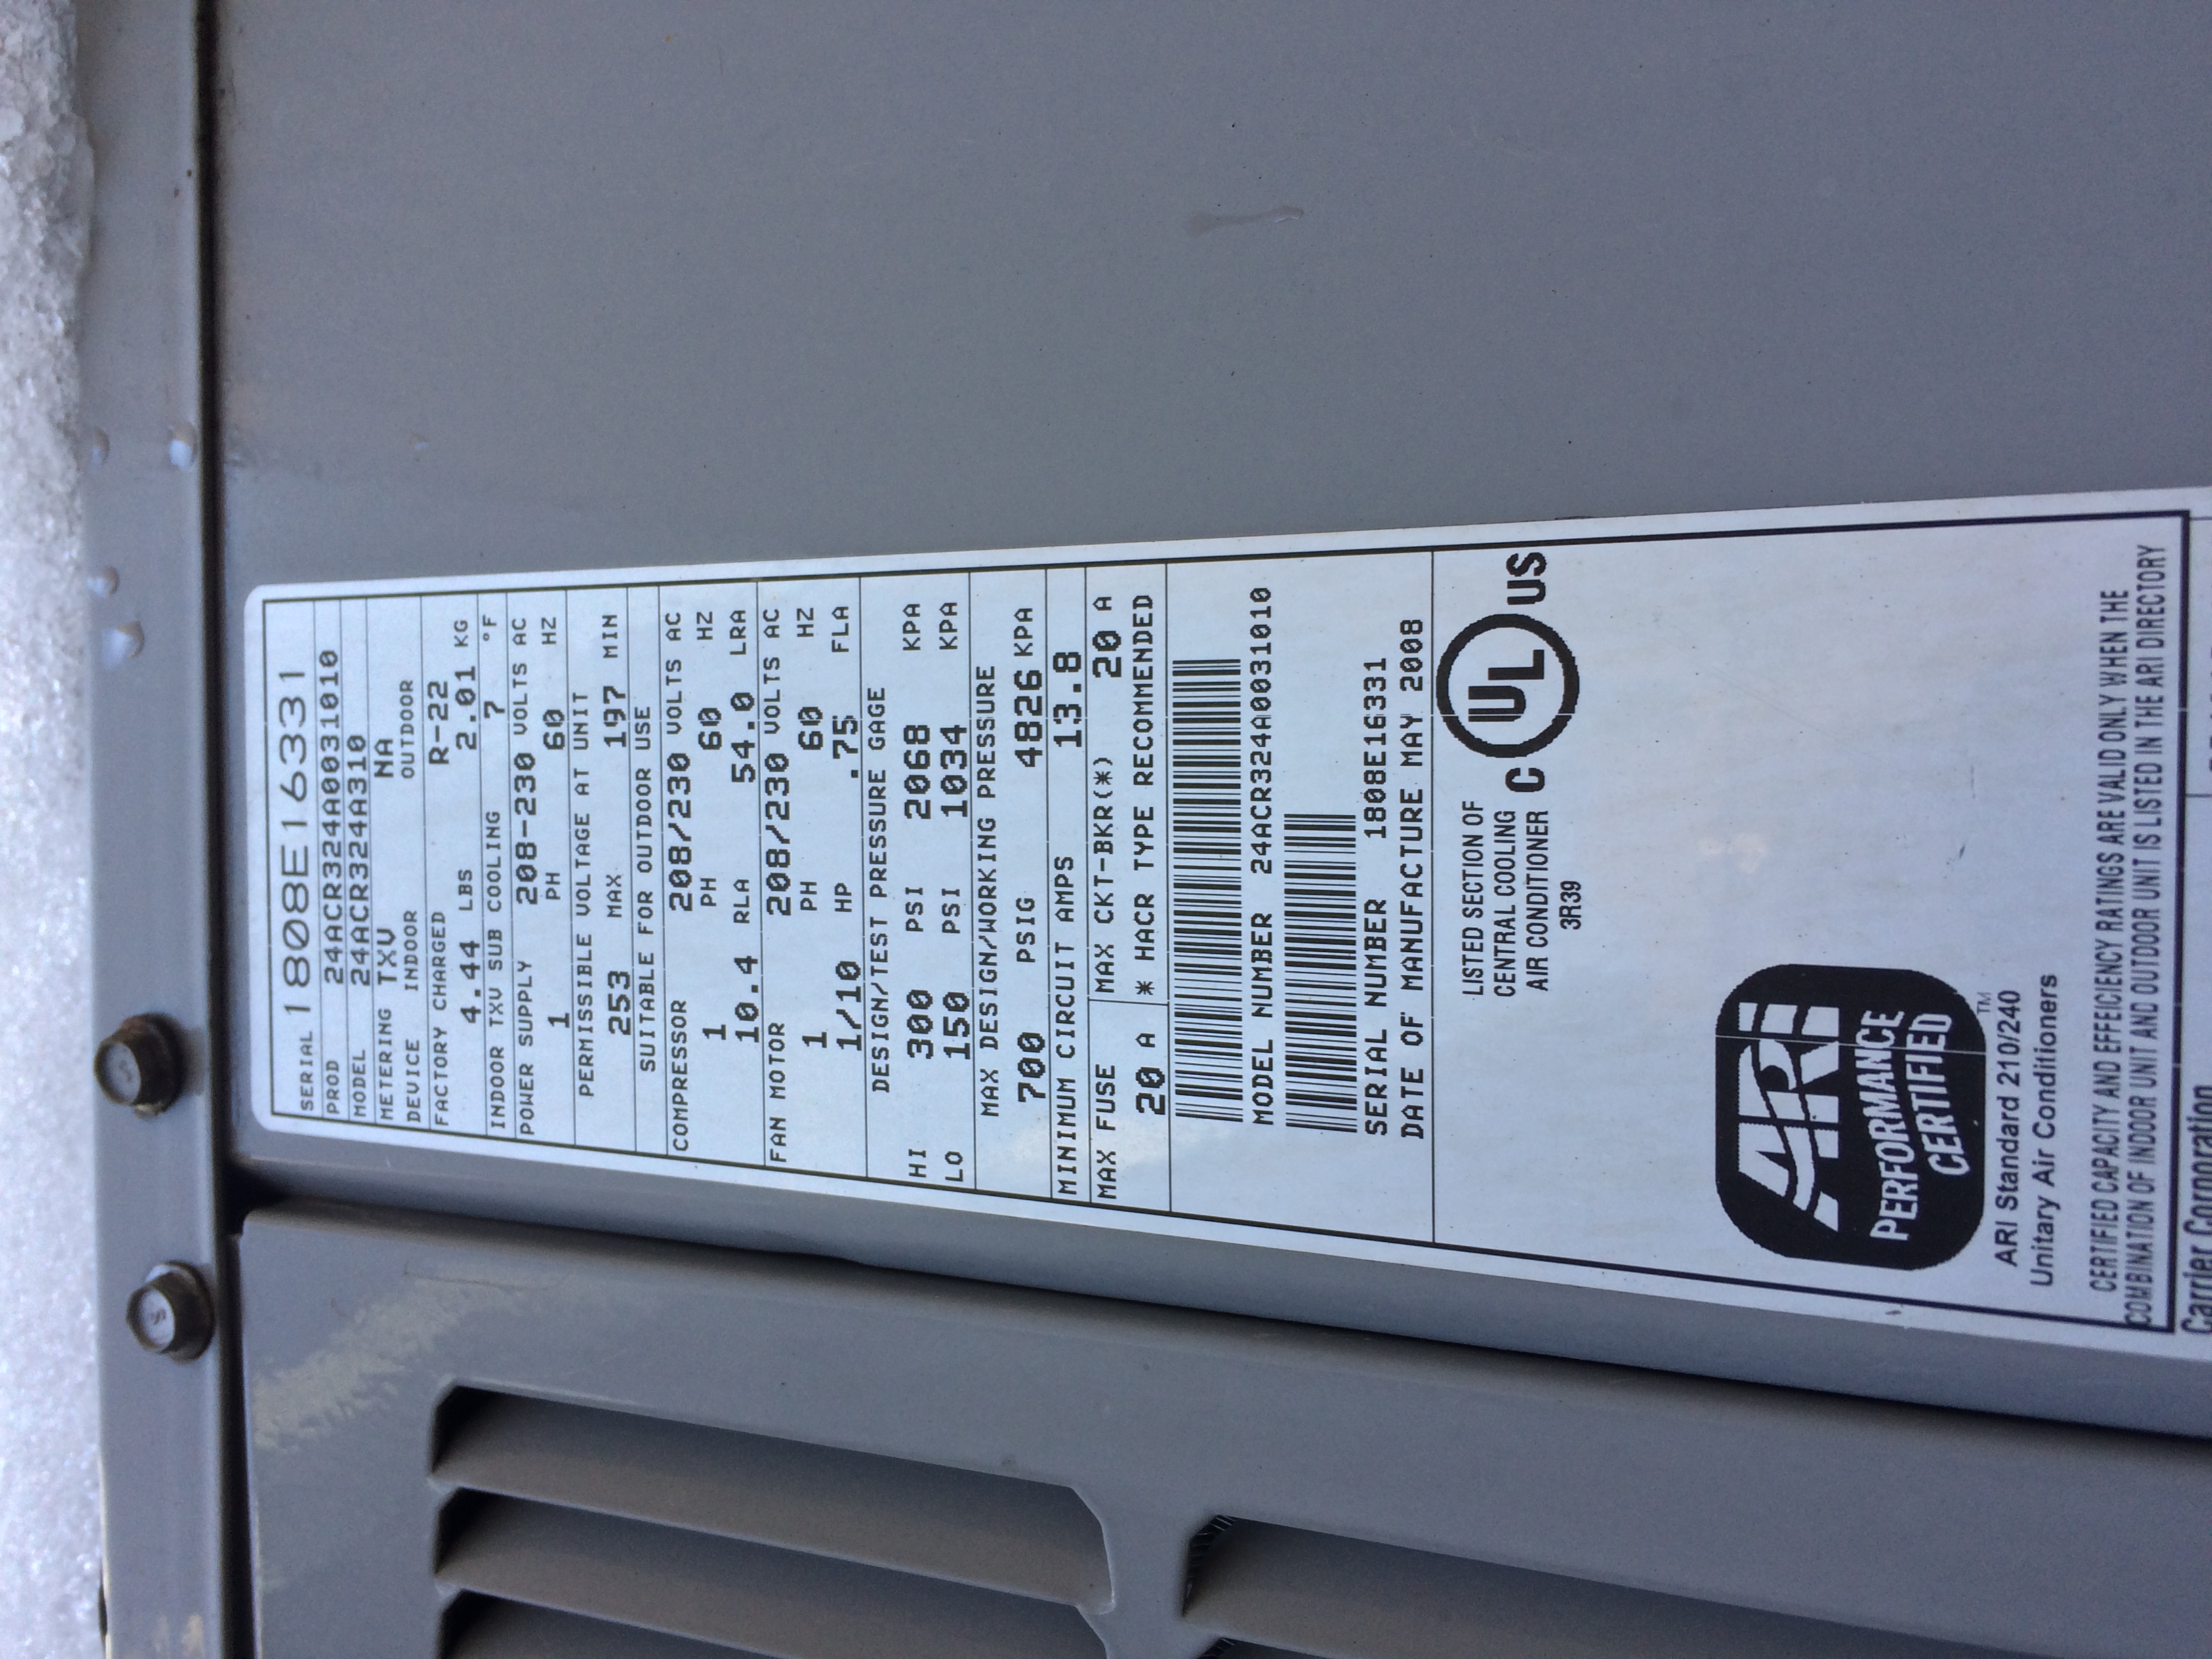 SERIAL 1808E16331
PROD 24ACR324A0031010
MODEL 24ACR324A310
METERING TXV NA
DEVICE INDOOR OUTDOOR
FACTORY CHARGED R-22
4.44 LBS 2.01 KG
INDOOR TXV SUB COOLING 7 °F
POWER SUPPLY 208-230 VOLTS AC
1 PH 60 HZ
PERMISSIBLE VOLTAGE AT UNIT
253 MAX 197 MIN
SUITABLE FOR OUTDOOR USE
COMPRESSOR 208/230 VOLTS AC
1 PH 60 HZ
10.4 RLA 54.0 LRA
FAN MOTOR 208/230 VOLTS AC
1 PH 60 HZ
1/10 HP .75 FLA
DESIGN/TEST PRESSURE GAGE
HI 300 PSI 2068 KPA
LO 150 PSI 1034 KPA
MAX DESIGN/WORKING PRESSURE
700 PSIG 4826 KPA
MINIMUM CIRCUIT AMPS 13.8
MAX FUSE MAX CKT-BKR(*) 20 A
20 A * HACR TYPE RECOMMENDED
MODEL NUMBER 24ACR324A0031010
SERIAL NUMBER 1808E16331
DATE OF MANUFACTURE MAY 2008
LISTED SECTION OF
CENTRAL COOLING
AIR CONDITIONER
3R39
C UL US
ARI
PERFORMANCE
CERTIFIED
TM
ARI Standard 210/240
Unitary Air Conditioners
CERTIFIED CAPACITY AND EFFICIENCY RATINGS ARE VALID ONLY WHEN THE
COMBINATION OF INDOOR UNIT AND OUTDOOR UNIT IS LISTED IN THE ARI DIRECTORY
Carrier Corporation